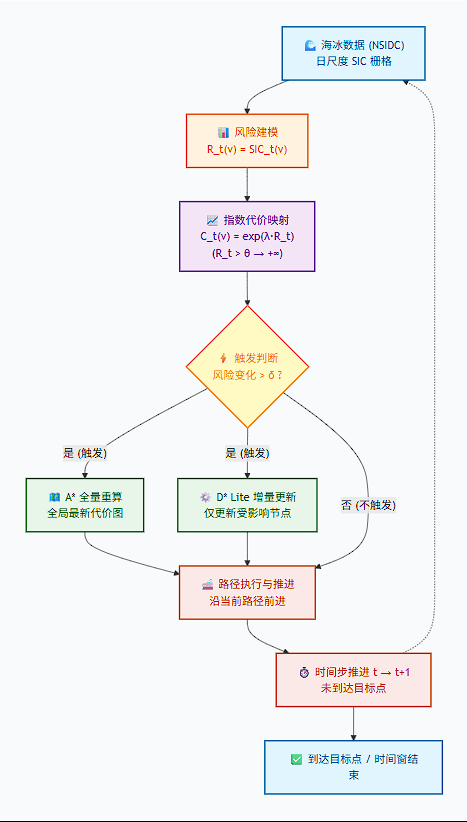 🌊 海冰数据 (NSIDC)
日尺度 SIC 栅格
📊 风险建模
R_t(v) = SIC_t(v)
📈 指数代价映射
C_t(v) = exp(λ·R_t)
(R_t > θ → +∞)
⚡ 触发判断
风险变化 > δ ?
是 (触发)
是 (触发)
否 (不触发)
🗺️ A* 全量重算
全局最新代价图
⚙️ D* Lite 增量更新
仅更新受影响节点
🚢 路径执行与推进
沿当前路径前进
⏱️ 时间步推进 t → t+1
未到达目标点
✅ 到达目标点 / 时间窗结
束